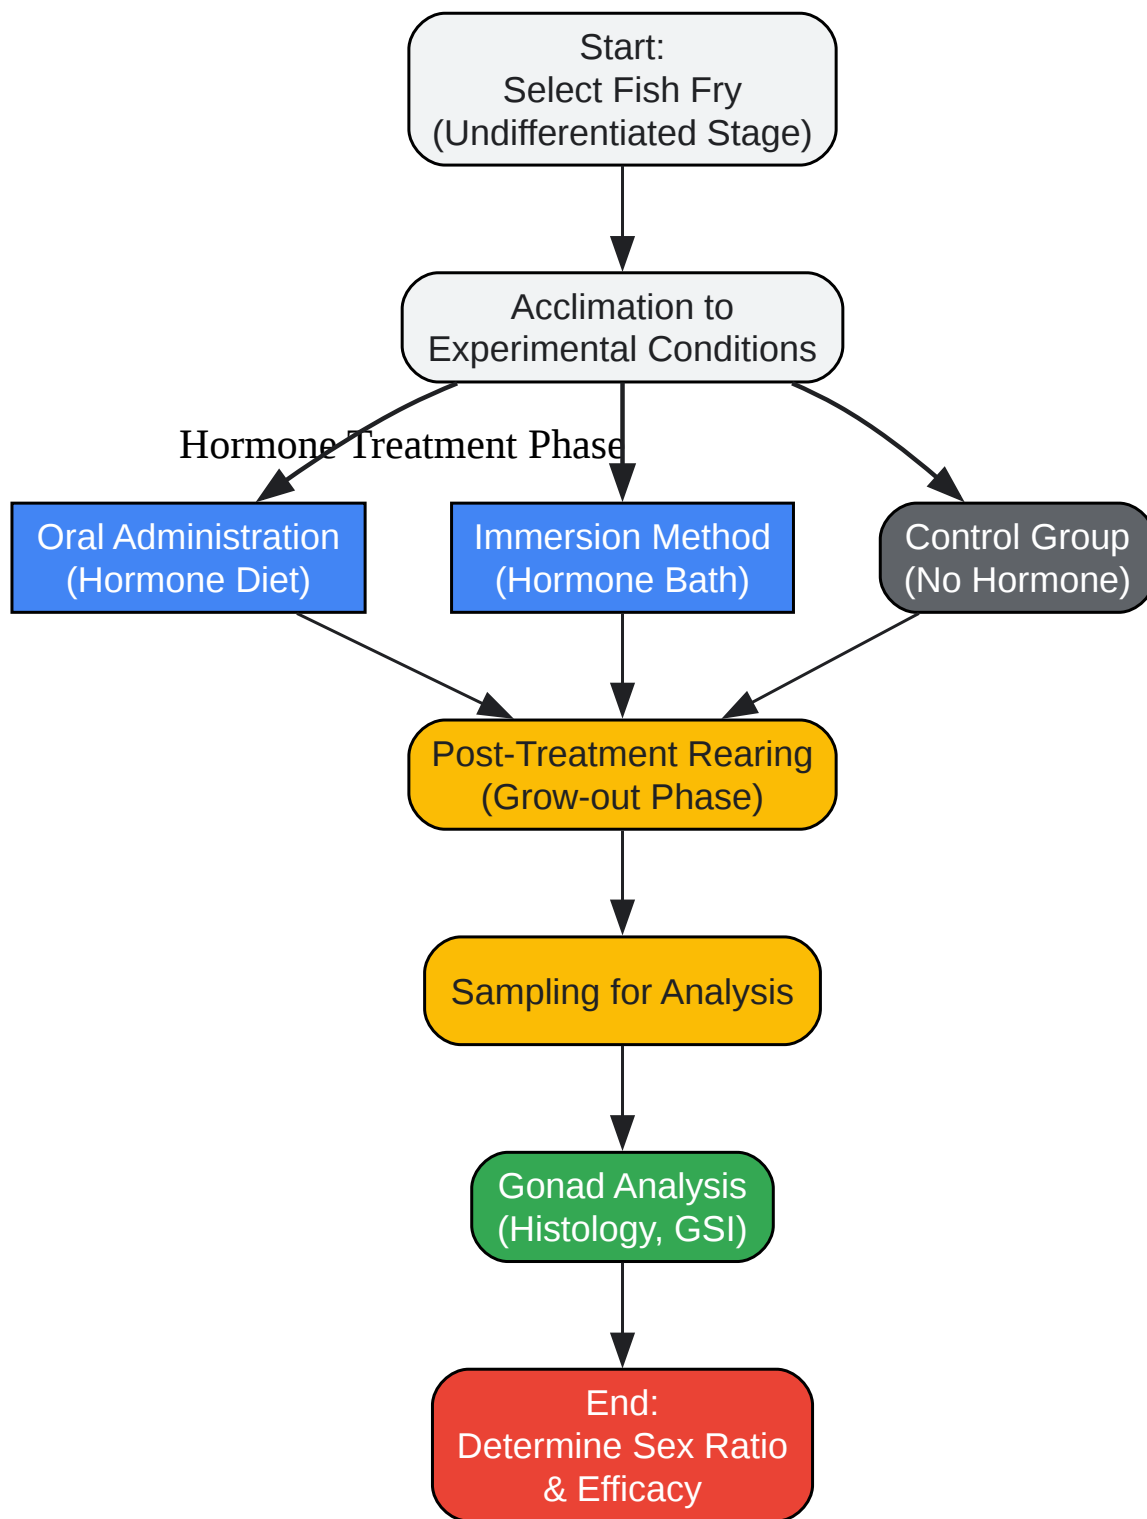 Start:
Select Fish Fry
(Undifferentiated Stage)
Acclimation to
Experimental Conditions
Hormone Treatment Phase
Oral Administration
(Hormone Diet)
Immersion Method
(Hormone Bath)
Control Group
(No Hormone)
Post-Treatment Rearing
(Grow-out Phase)
Sampling for Analysis
Gonad Analysis
(Histology, GSI)
End:
Determine Sex Ratio
& Efficacy